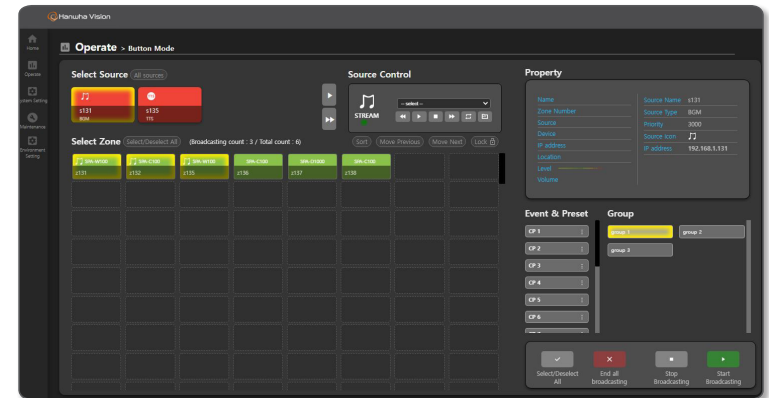 Hanwha Vision
Home
Operate
System Setting
Maintenance
Environment
Setting
Operate > Button Mode
Select Source
All sources
s131
BGM
s135
TTS
Source Control
STREAM
-- select --
Select Zone
Select/Deselect All
(Broadcasting count : 3 / Total count : 6)
Sort
Move Previous
Move Next
Lock
SPA-W100
z131
SPA-C100
z132
SPA-M100
z135
SPA-C100
z136
z137
SPA-C100
z138
Property
Name
Zone Number
Source
Device
IP address
Location
Level
Volume
Source Name s131
Source Type BGM
Priority 3000
Source Icon
IP address 192.168.1.131
Event & Preset
CP 1
CP 2
CP 3
CP 4
CP 5
CP 6
Group
group 1
group 2
group 3
Select/Deselect
All
End all
broadcasting
Stop
Broadcasting
Start
Broadcasting